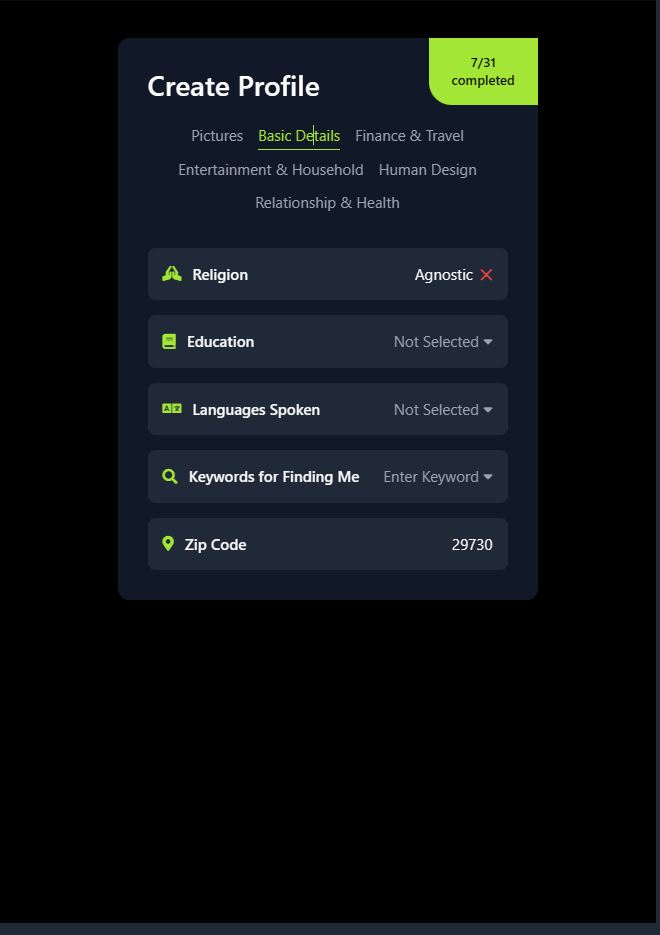 7/31
completed
Create Profile
Pictures Basic Details Finance & Travel
Entertainment & Household Human Design
Relationship & Health
Religion Agnostic
Education Not Selected
Languages Spoken Not Selected
Keywords for Finding Me Enter Keyword
Zip Code 29730